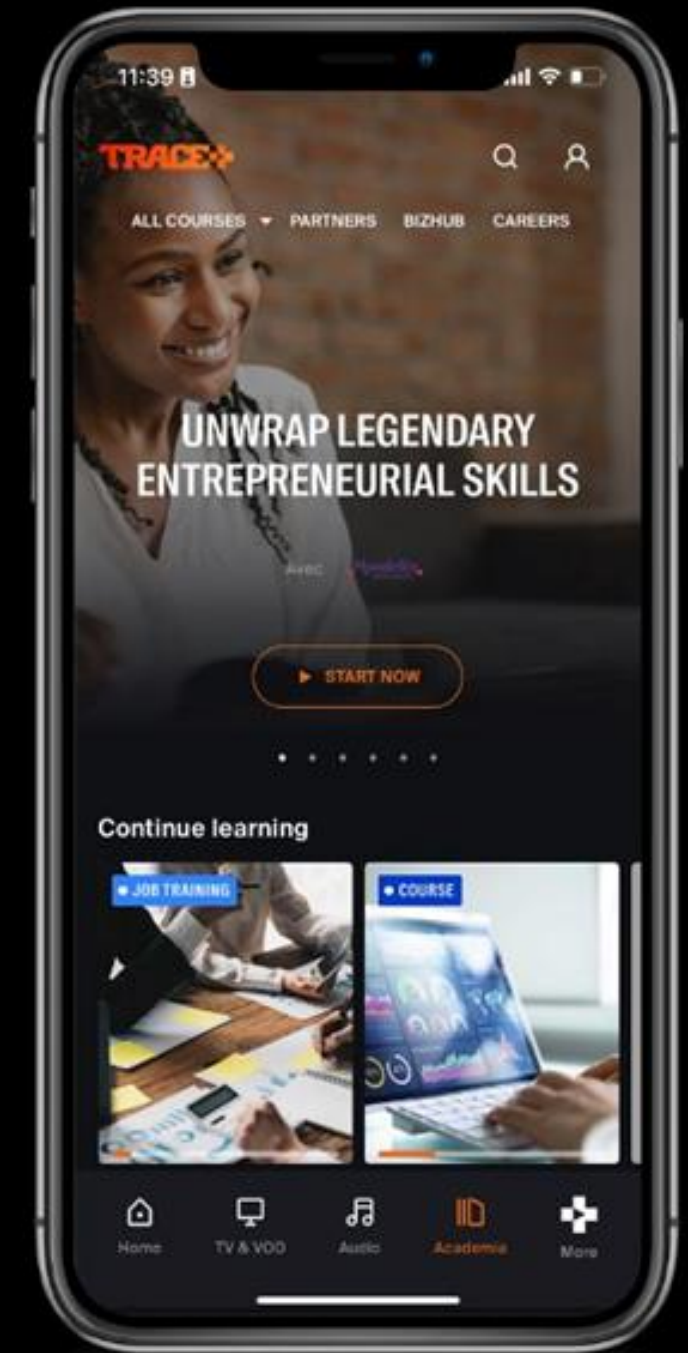 11:39
TRACE+
ALL COURSES PARTNERS BIZHUB CAREERS
UNWRAP LEGENDARY
ENTREPRENEURIAL SKILLS
Avec
START NOW
Continue learning
JOB TRAINING
COURSE
Home TV & VOD Audio Academia More